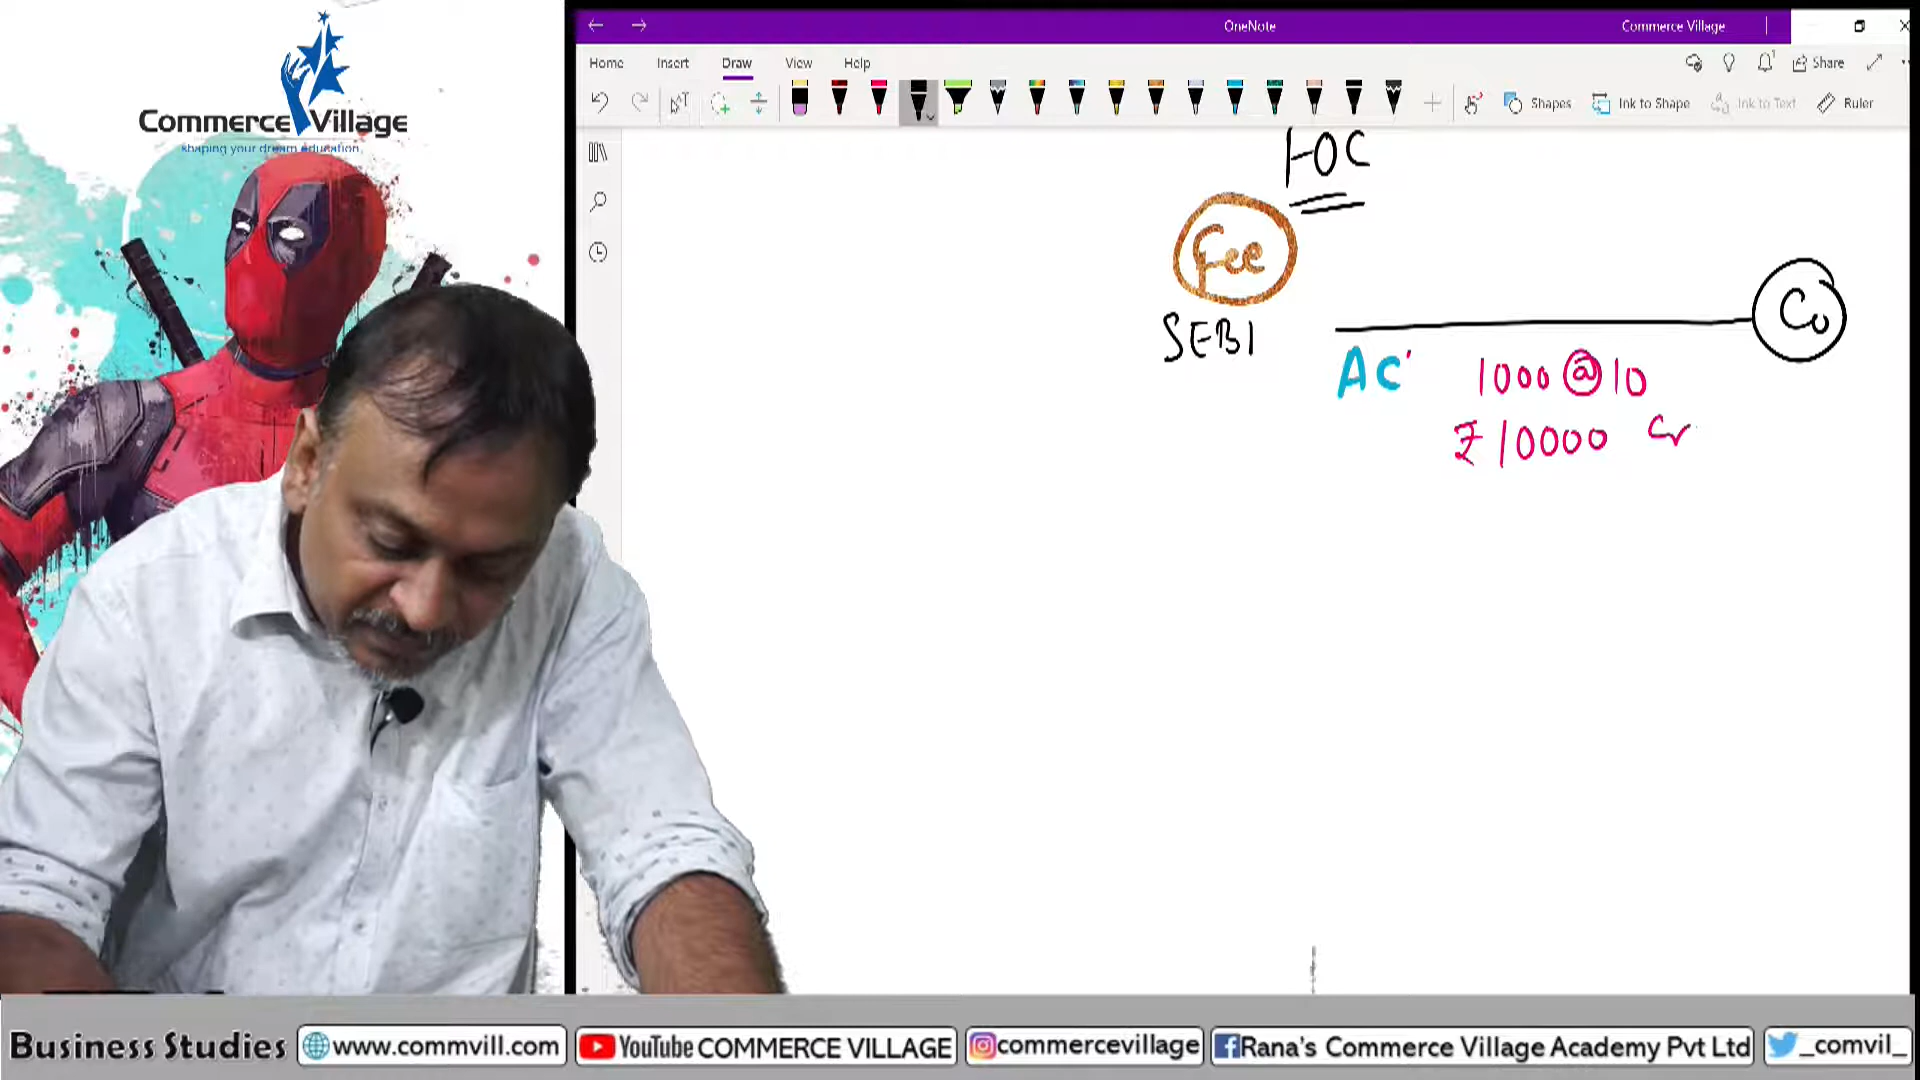 Commerce Village
shaping your dream education.
OneNote
Commerce Village
Home Insert Draw View Help
Share
Shapes
Ink to Shape
Ink to Text
Ruler
Fee
SEBI
Co
AC
1000 @ 10
₹10000 Cr
Business Studies
www.commvill.com
YouTube COMMERCE VILLAGE
commercevillage
Rana's Commerce Village Academy Pvt Ltd
_comvil_